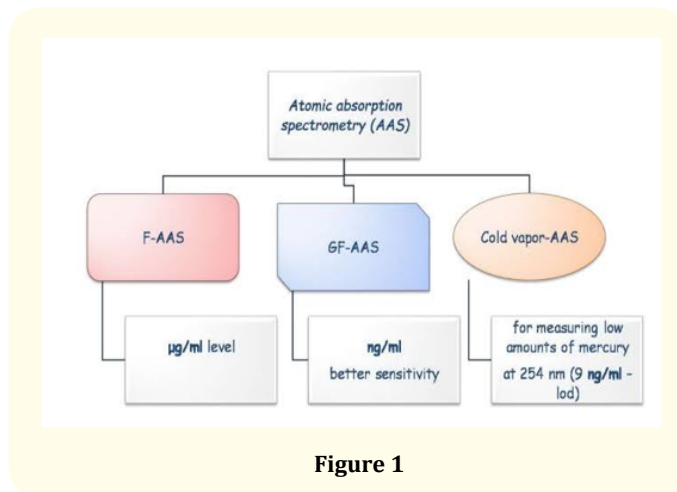 Atomic absorption
spectrometry (AAS)
F-AAS
GF-AAS
Cold vapor-AAS
µg/ml level
ng/ml
better sensitivity
for measuring low
amounts of mercury
at 254 nm (9 ng/ml -
lod)
Figure 1